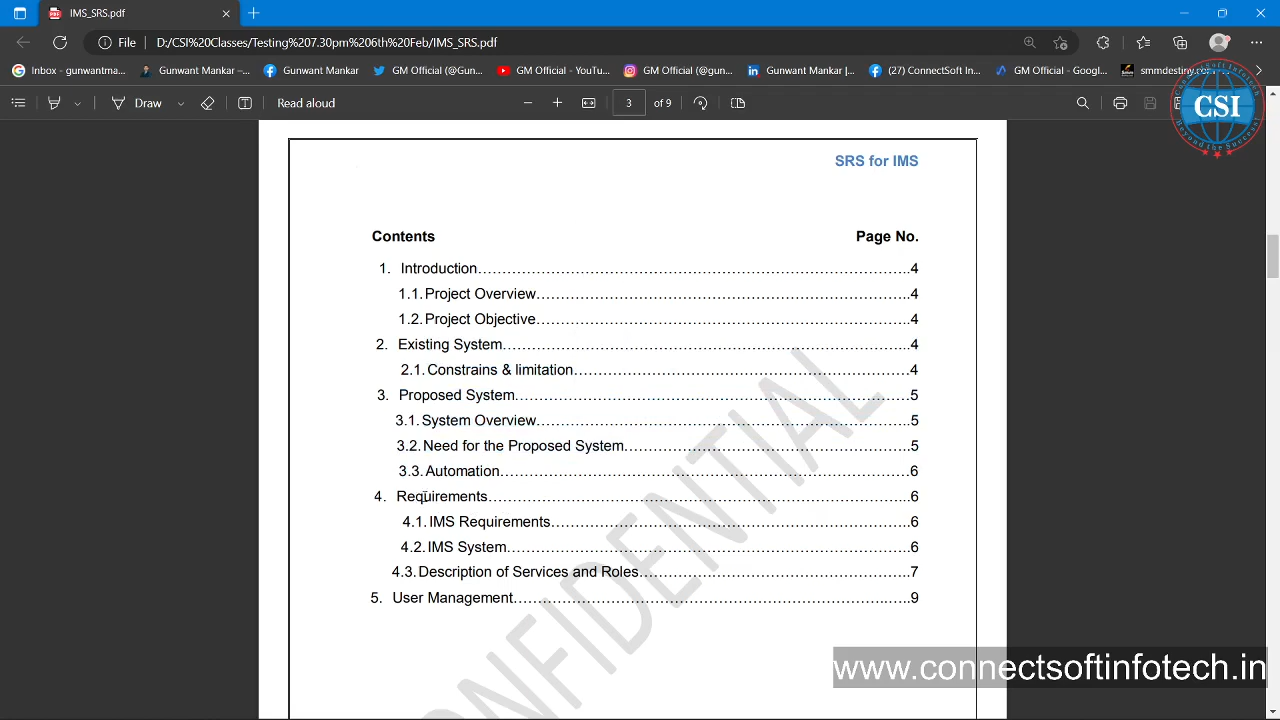 IMS_SRS.pdf
File D:/CSI%20Classes/Testing%207.30pm%206th%20Feb/IMS_SRS.pdf
Inbox - gunwantma... Gunwant Mankar –... Gunwant Mankar GM Official (@Gun... GM Official - YouTu... GM Official (@gun... Gunwant Mankar |... (27) ConnectSoft In... GM Official - Googl... smmdestiny.com
Draw Read aloud 3 of 9
CSI
Beyond the Success
SRS for IMS
Contents Page No.
1. Introduction....................4
1.1. Project Overview....................4
1.2. Project Objective....................4
2. Existing System....................4
2.1. Constrains & limitation....................4
3. Proposed System....................5
3.1. System Overview....................5
3.2. Need for the Proposed System....................5
3.3. Automation....................6
4. Requirements....................6
4.1. IMS Requirements....................6
4.2. IMS System....................6
4.3. Description of Services and Roles....................7
5. User Management....................9
CONFIDENTIAL
www.connectsoftinfotech.in